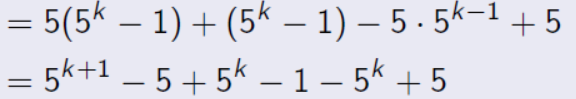 = 5(5^k − 1) + (5^k − 1) − 5 · 5^{k−1} + 5
= 5^{k+1} − 5 + 5^k − 1 − 5^k + 5